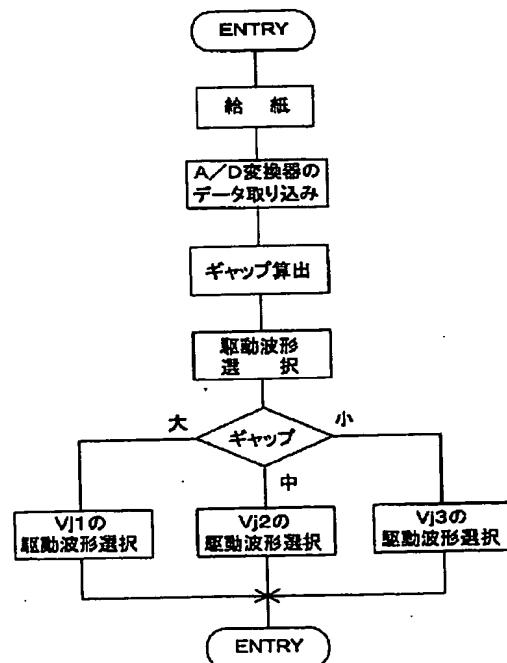 ENTRY
給 紙
A/D変換器の
データ取り込み
ギャップ算出
駆動波形
選 択
大
ギャップ
小
中
Vj1の
駆動波形選択
Vj2の
駆動波形選択
Vj3の
駆動波形選択
ENTRY